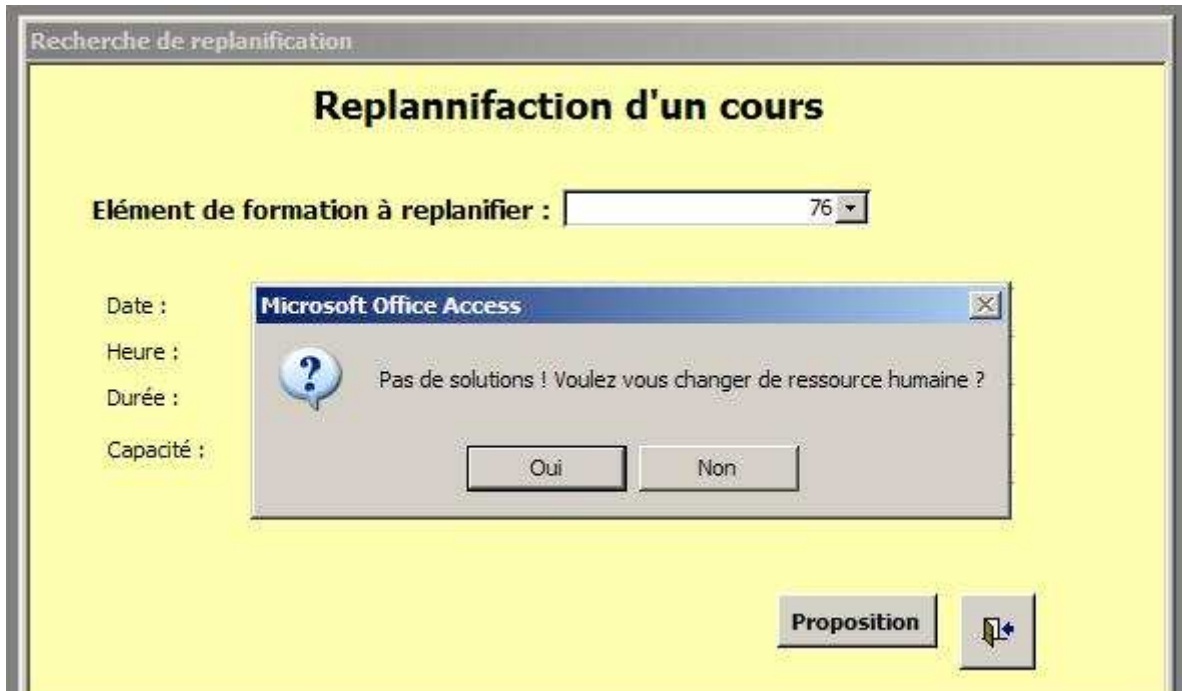 Recherche de replanification
Replannifaction d'un cours
Elément de formation à replanifier : 76
Date :
Microsoft Office Access
Heure :
Pas de solutions ! Voulez vous changer de ressource humaine ?
Durée :
Capacité :
Oui Non
Proposition